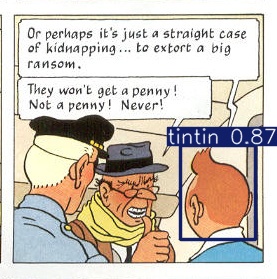 Or perhaps it's just a straight case
of kidnapping... to extort a big
ransom.
They won't get a penny!
Not a penny! Never!
tintin 0.87